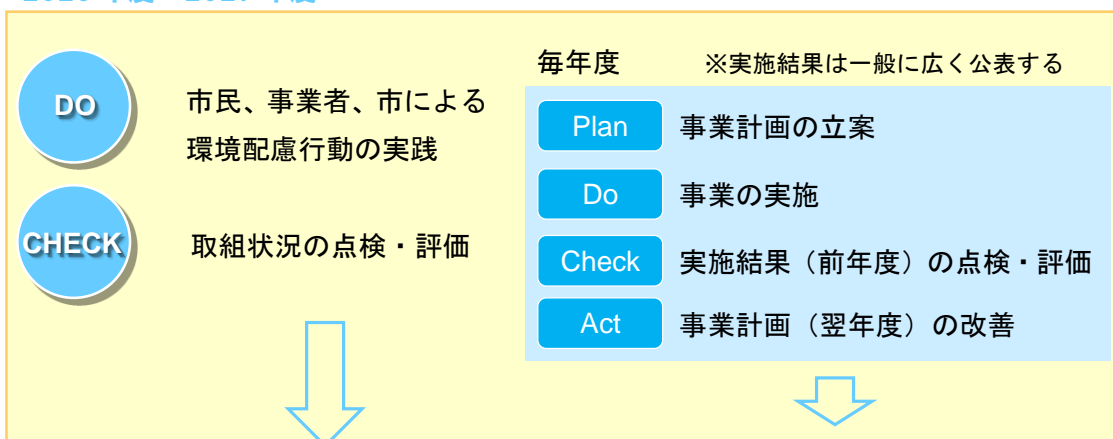 DO
市民、事業者、市による
環境配慮行動の実践
CHECK
取組状況の点検・評価
毎年度 ※実施結果は一般に広く公表する
Plan 事業計画の立案
Do 事業の実施
Check 実施結果（前年度）の点検・評価
Act 事業計画（翌年度）の改善